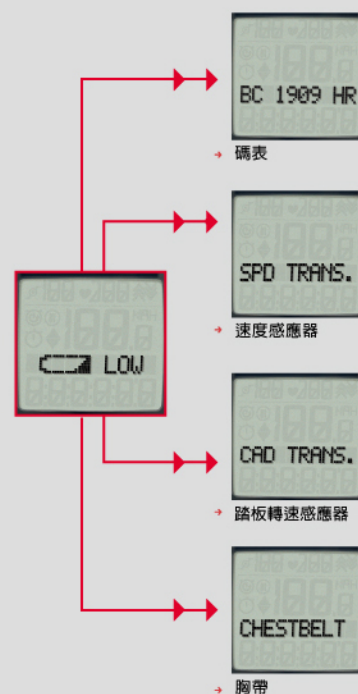 BC 1909 HR
→ 碼表
SPD TRANS.
→ 速度感應器
LOW
CAD TRANS.
→ 踏板轉速感應器
CHESTBELT
→ 胸帶